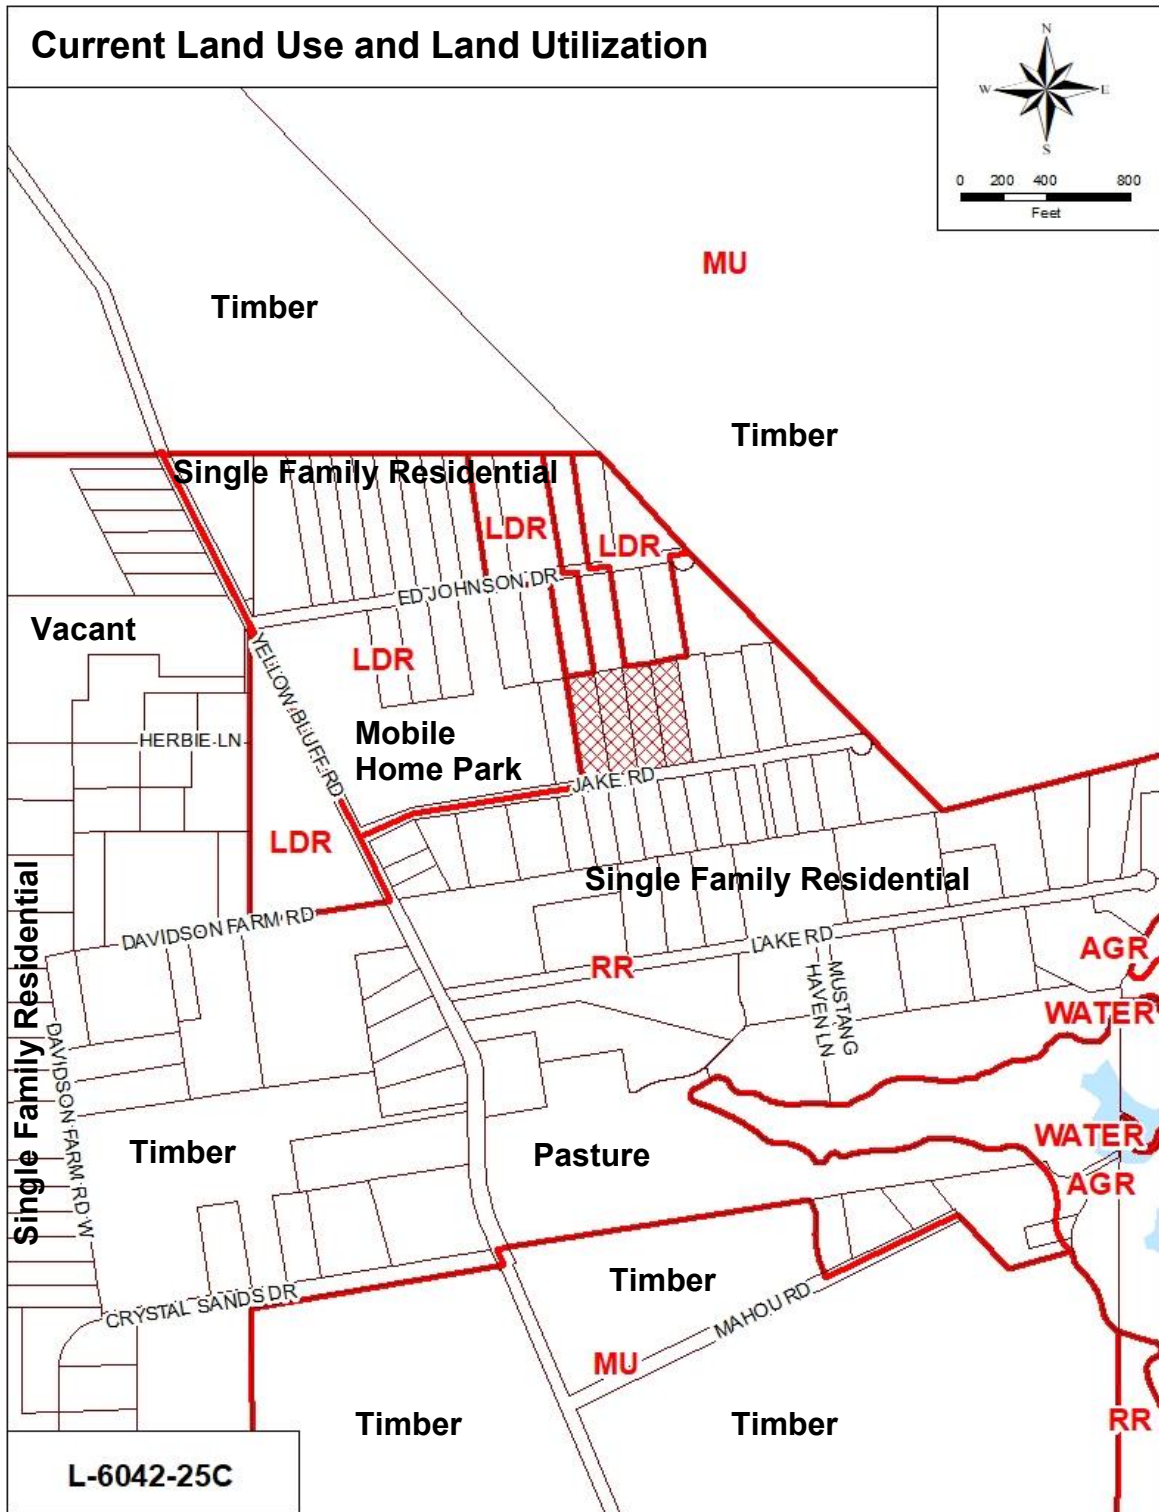 Current Land Use and Land Utilization
N
W
E
S
0 200 400 800
Feet
MU
Timber
Timber
Single Family Residential
LDR
LDR
ED JOHNSON DR
Vacant
LDR
YELLOW BLUFF RD
HERBIE LN
Mobile
Home Park
JAKE RD
LDR
Single Family Residential
Single Family Residential
DAVIDSON FARM RD
LAKE RD
RR
AGR
MUSTANG
HAVEN LN
WATER
DAVIDSON FARM RD W
WATER
Timber
Pasture
AGR
Timber
CRYSTAL SANDS DR
MAHOU RD
MU
Timber
Timber
RR
L-6042-25C